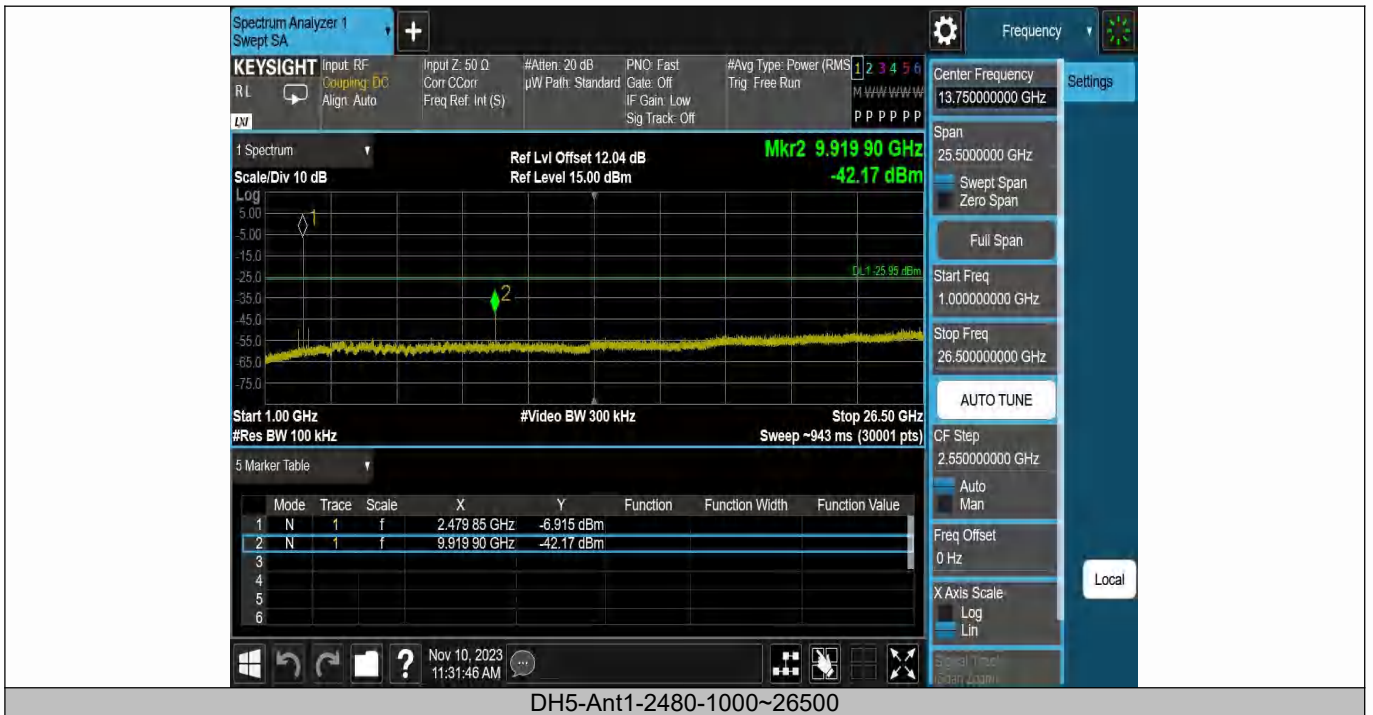 Spectrum Analyzer 1
Swept SA
+
Frequency
KEYSIGHT
RL
LXI
Input: RF
Coupling: DC
Align: Auto
Input Z: 50 Ω
Corr CCorr
Freq Ref: Int (S)
#Atten: 20 dB
µW Path: Standard
PNO: Fast
Gate: Off
IF Gain: Low
Sig Track: Off
#Avg Type: Power (RMS
Trig: Free Run
1 2 3 4 5 6
M W W W W W
P P P P P P
1 Spectrum
Scale/Div 10 dB
Ref Lvl Offset 12.04 dB
Ref Level 15.00 dBm
Mkr2 9.919 90 GHz
-42.17 dBm
Log
5.00
-5.00
-15.0
-25.0
-35.0
-45.0
-55.0
-65.0
-75.0
1
2
DL1 -25.95 dBm
Start 1.00 GHz
#Video BW 300 kHz
Stop 26.50 GHz
#Res BW 100 kHz
Sweep ~943 ms (30001 pts)
5 Marker Table
Mode Trace Scale X Y Function Function Width Function Value
1 N 1 f 2.479 85 GHz -6.915 dBm
2 N 1 f 9.919 90 GHz -42.17 dBm
3
4
5
6
Nov 10, 2023
11:31:46 AM
?
Center Frequency
13.750000000 GHz
Settings
Span
25.5000000 GHz
Swept Span
Zero Span
Full Span
Start Freq
1.000000000 GHz
Stop Freq
26.500000000 GHz
AUTO TUNE
CF Step
2.550000000 GHz
Auto
Man
Freq Offset
0 Hz
X Axis Scale
Log
Lin
Local
Signal Track
(Span Zoom)
DH5-Ant1-2480-1000~26500